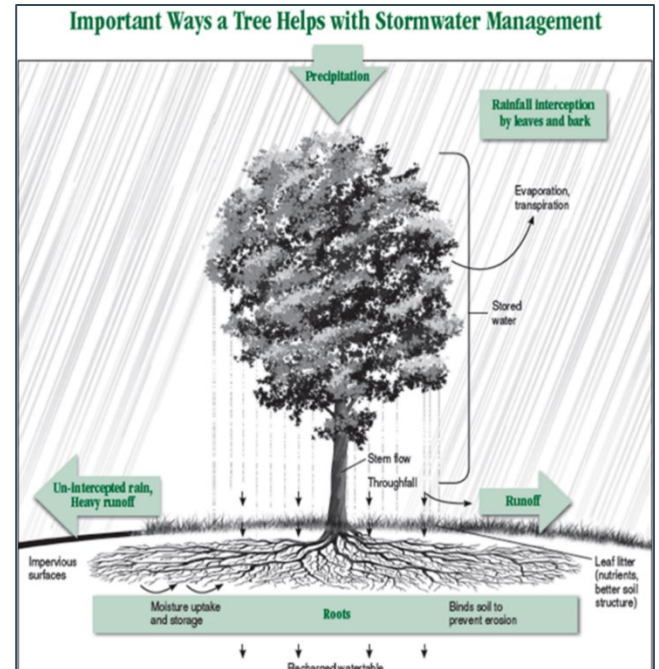 Important Ways a Tree Helps with Stormwater Management
Precipitation
Rainfall interception
by leaves and bark
Evaporation,
transpiration
Stored
water
Stem flow
Throughfall
Un-intercepted rain,
Heavy runoff
Runoff
Impervious
surfaces
Leaf litter
(nutrients,
better soil
structure)
Moisture uptake
and storage
Roots
Binds soil to
prevent erosion
Recharged watertable